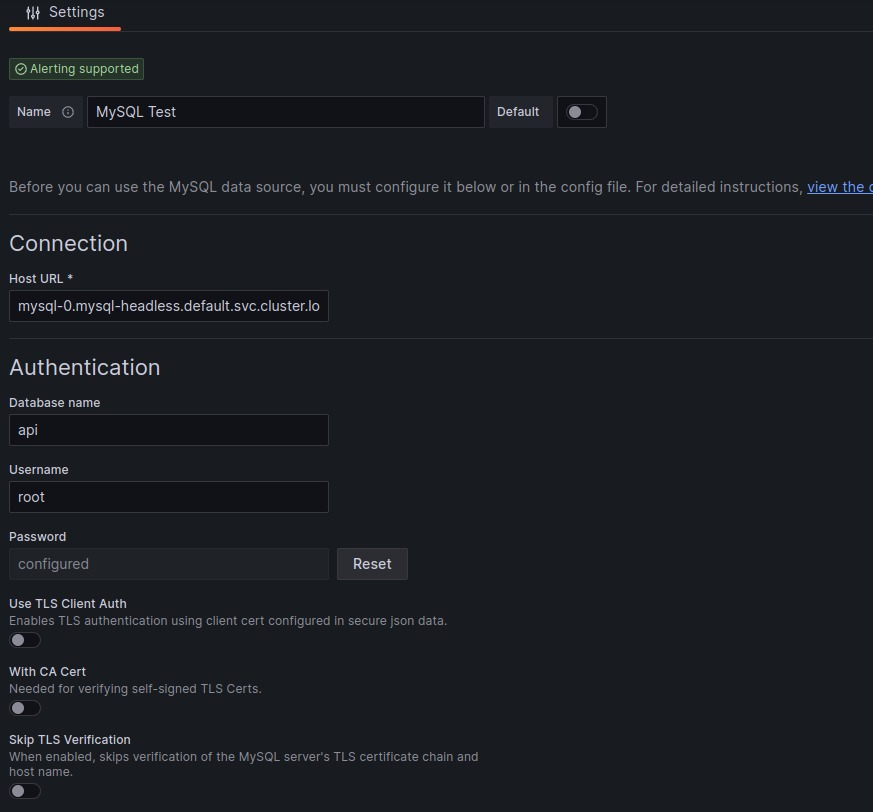 Settings
Alerting supported
Name MySQL Test Default
Before you can use the MySQL data source, you must configure it below or in the config file. For detailed instructions, view the
Connection
Host URL *
mysql-0.mysql-headless.default.svc.cluster.lo
Authentication
Database name
api
Username
root
Password
configured Reset
Use TLS Client Auth
Enables TLS authentication using client cert configured in secure json data.
With CA Cert
Needed for verifying self-signed TLS Certs.
Skip TLS Verification
When enabled, skips verification of the MySQL server's TLS certificate chain and
host name.